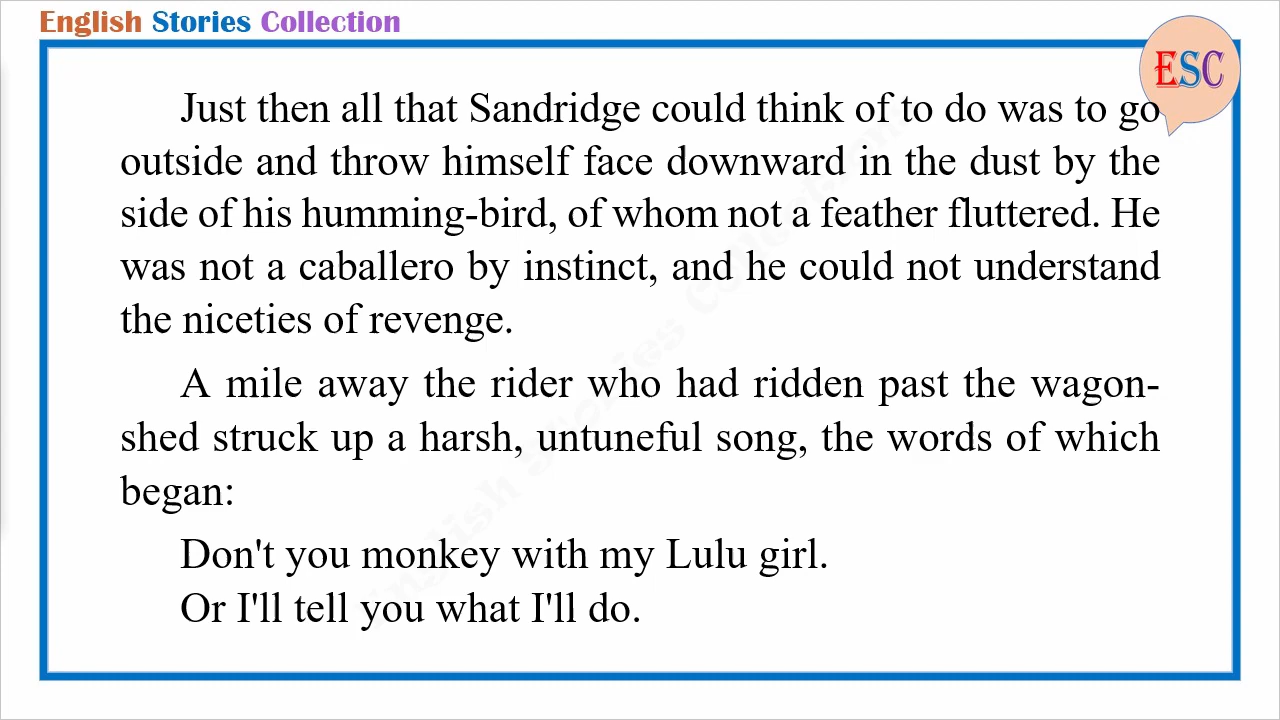 English Stories Collection
ESC
Just then all that Sandridge could think of to do was to go
outside and throw himself face downward in the dust by the
side of his humming-bird, of whom not a feather fluttered. He
was not a caballero by instinct, and he could not understand
the niceties of revenge.
A mile away the rider who had ridden past the wagon-
shed struck up a harsh, untuneful song, the words of which
began:
Don't you monkey with my Lulu girl.
Or I'll tell you what I'll do.
English Stories Collection